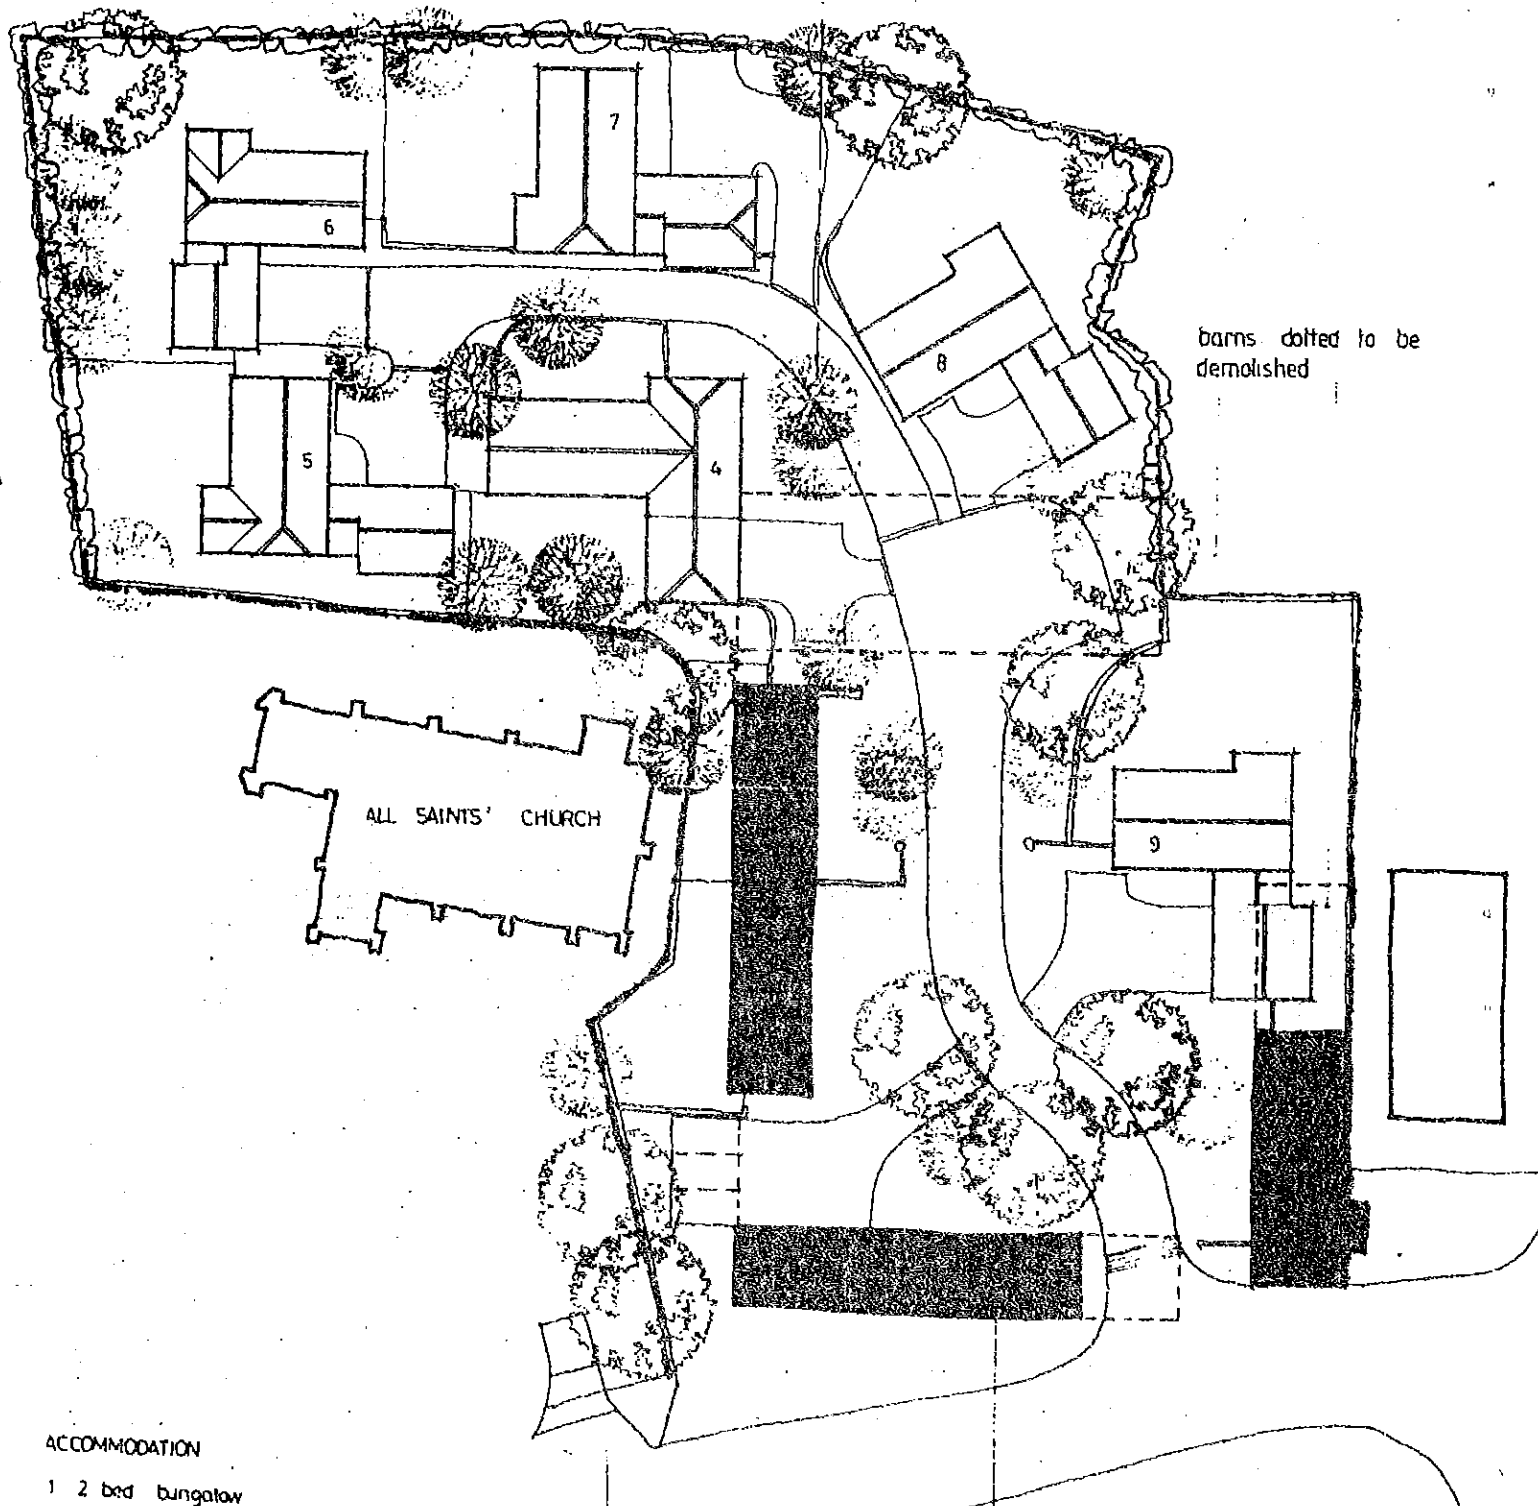 7
6
barns dotted to be
demolished
8
5
4
ALL SAINTS' CHURCH
9
ACCOMMODATION
1 2 bed bungalow